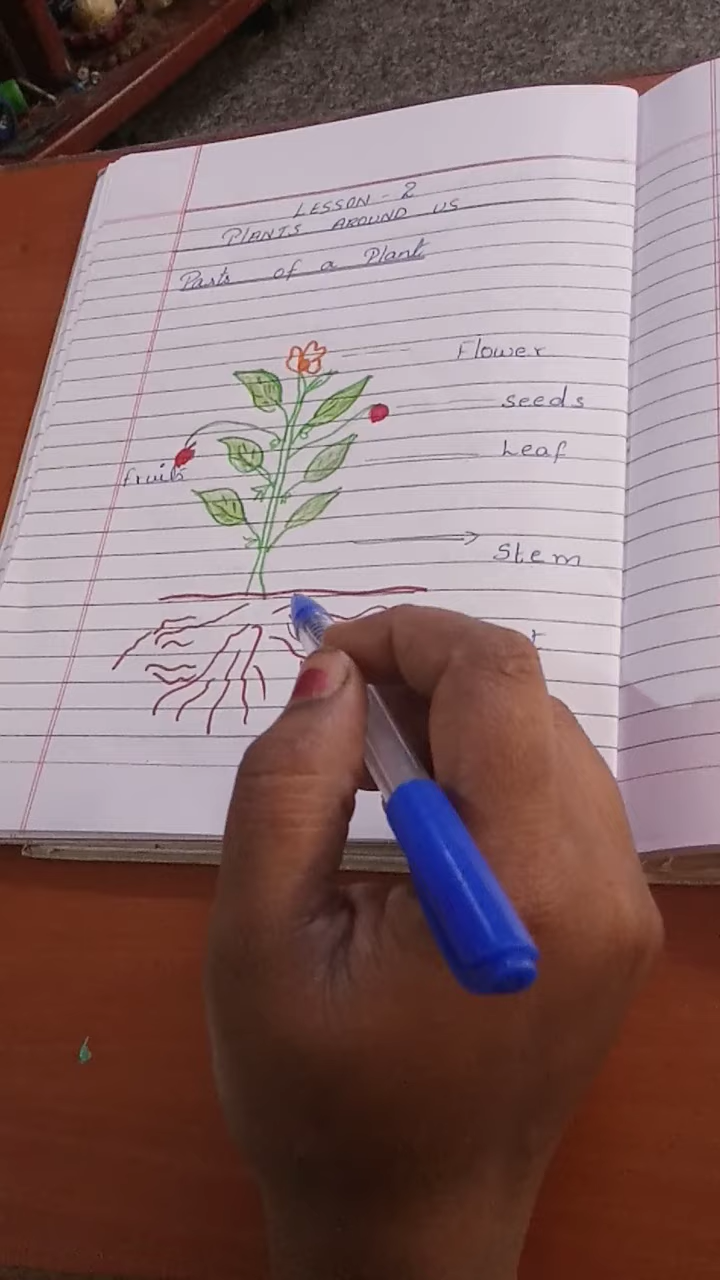 LESSON - 2
PLANTS AROUND US
Parts of a Plant
Flower
seeds
Leaf
fruits
Stem